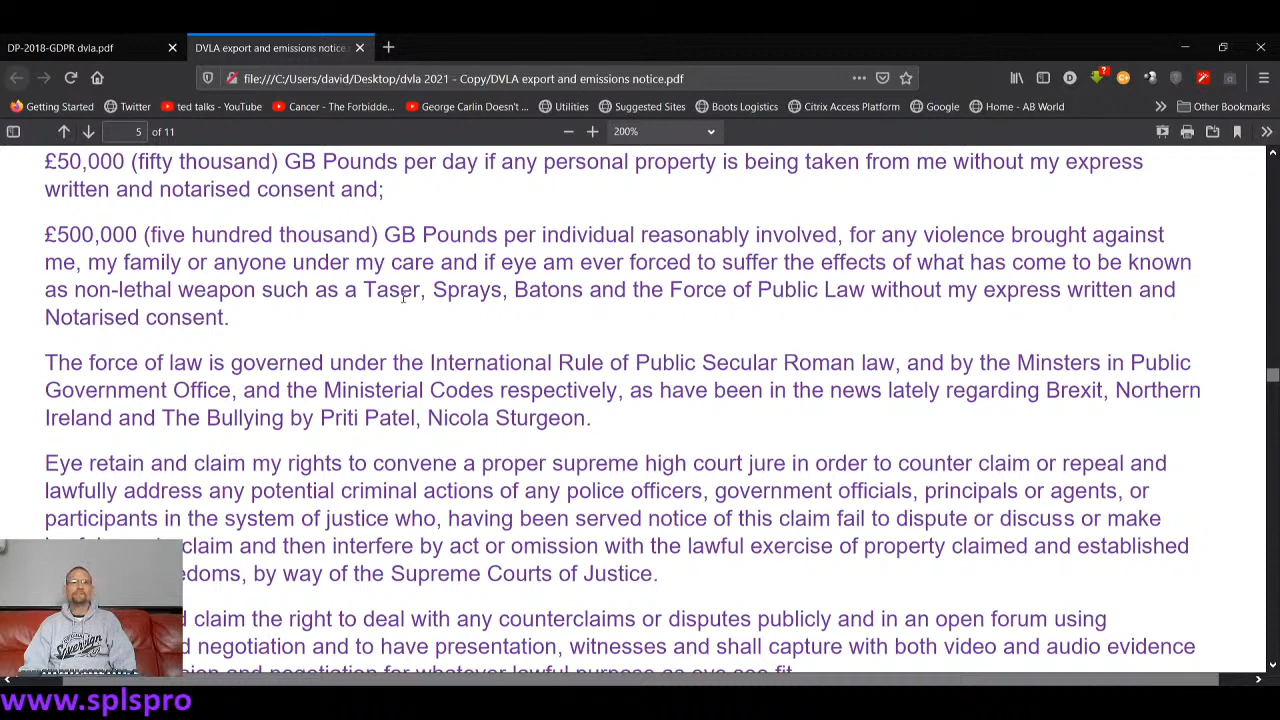 DP-2018-GDPR dvla.pdf
DVLA export and emissions notice
file:///C:/Users/david/Desktop/dvla 2021 - Copy/DVLA export and emissions notice.pdf
Getting Started Twitter ted talks - YouTube Cancer - The Forbidde... George Carlin Doesn't ... Utilities Suggested Sites Boots Logistics Citrix Access Platform Google Home - AB World Other Bookmarks
5 of 11 200%
£50,000 (fifty thousand) GB Pounds per day if any personal property is being taken from me without my express
written and notarised consent and;
£500,000 (five hundred thousand) GB Pounds per individual reasonably involved, for any violence brought against
me, my family or anyone under my care and if eye am ever forced to suffer the effects of what has come to be known
as non-lethal weapon such as a Taser, Sprays, Batons and the Force of Public Law without my express written and
Notarised consent.
The force of law is governed under the International Rule of Public Secular Roman law, and by the Minsters in Public
Government Office, and the Ministerial Codes respectively, as have been in the news lately regarding Brexit, Northern
Ireland and The Bullying by Priti Patel, Nicola Sturgeon.
Eye retain and claim my rights to convene a proper supreme high court jure in order to counter claim or repeal and
lawfully address any potential criminal actions of any police officers, government officials, principals or agents, or
participants in the system of justice who, having been served notice of this claim fail to dispute or discuss or make
claim and then interfere by act or omission with the lawful exercise of property claimed and established
by way of the Supreme Courts of Justice.
claim the right to deal with any counterclaims or disputes publicly and in an open forum using
negotiation and to have presentation, witnesses and shall capture with both video and audio evidence
and negotiation for whatever lawful purpose as
Sovereign
www.splspro